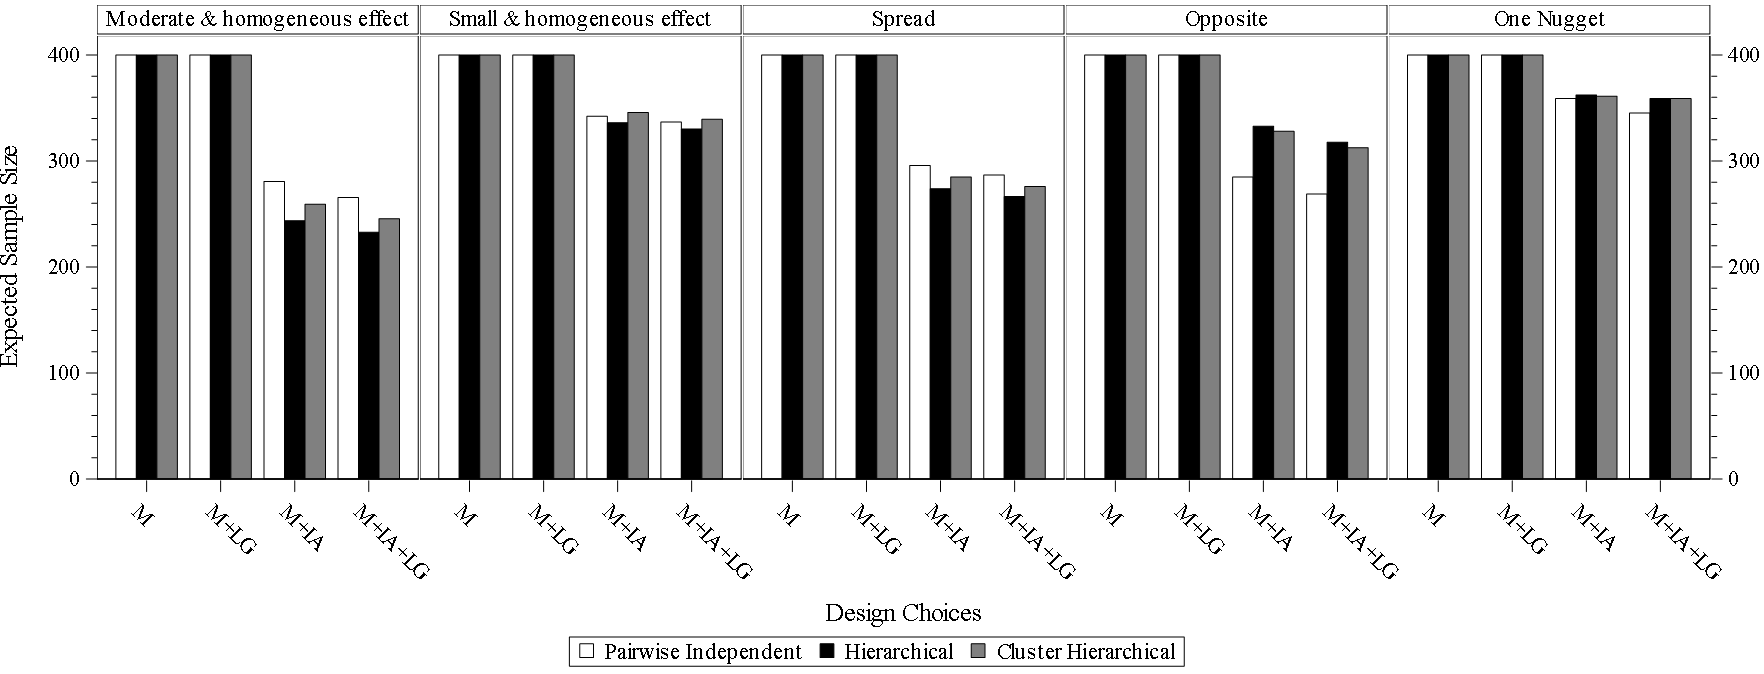 Moderate & homogeneous effect
Small & homogeneous effect
Spread
Opposite
One Nugget
400
300
200
100
0
400
300
200
100
0
Expected Sample Size
M
M+LG
M+IA
M+IA+LG
M
M+LG
M+IA
M+IA+LG
M
M+LG
M+IA
M+IA+LG
M
M+LG
M+IA
M+IA+LG
M
M+LG
M+IA
M+IA+LG
Design Choices
Pairwise Independent Hierarchical Cluster Hierarchical